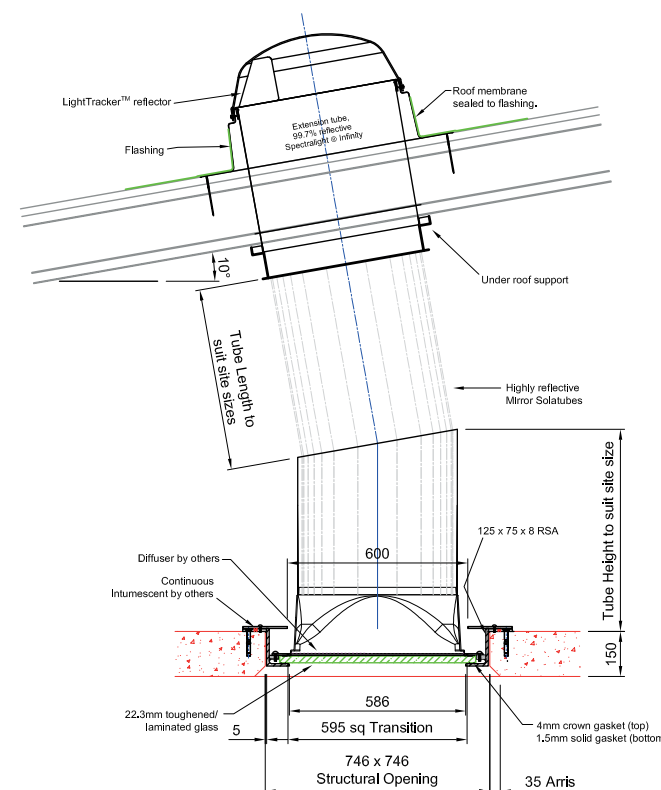 LightTracker™ reflector
Roof membrane
sealed to flashing.
Extension tube,
99.7% reflective
Spectralight ® Infinity
Flashing
10°
Under roof support
Tube Length to
suit site sizes
Highly reflective
MIrror Solatubes
Tube Height to suit site size
125 x 75 x 8 RSA
600
Diffuser by others
Continuous
Intumescent by others
150
22.3mm toughened/
laminated glass
586
4mm crown gasket (top)
1.5mm solid gasket (bottom
5
595 sq Transition
746 x 746
Structural Opening
35 Arris